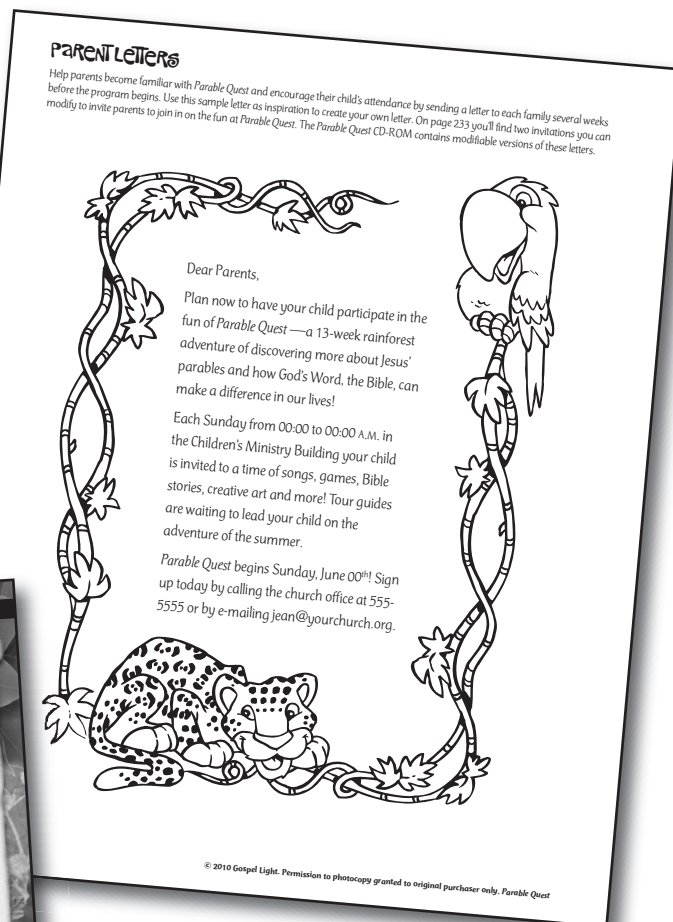 PARENT LETTERS
Help parents become familiar with Parable Quest and encourage their child's attendance by sending a letter to each family several weeks
before the program begins. Use this sample letter as inspiration to create your own letter. On page 233 you'll find two invitations you can
modify to invite parents to join in on the fun at Parable Quest. The Parable Quest CD-ROM contains modifiable versions of these letters.
Dear Parents,
Plan now to have your child participate in the
fun of Parable Quest —a 13-week rainforest
adventure of discovering more about Jesus'
parables and how God's Word, the Bible, can
make a difference in our lives!
Each Sunday from 00:00 to 00:00 A.M. in
the Children's Ministry Building your child
is invited to a time of songs, games, Bible
stories, creative art and more! Tour guides
are waiting to lead your child on the
adventure of the summer.
Parable Quest begins Sunday, June 00th! Sign
up today by calling the church office at 555-
5555 or by e-mailing jean@yourchurch.org.
© 2010 Gospel Light. Permission to photocopy granted to original purchaser only. Parable Quest